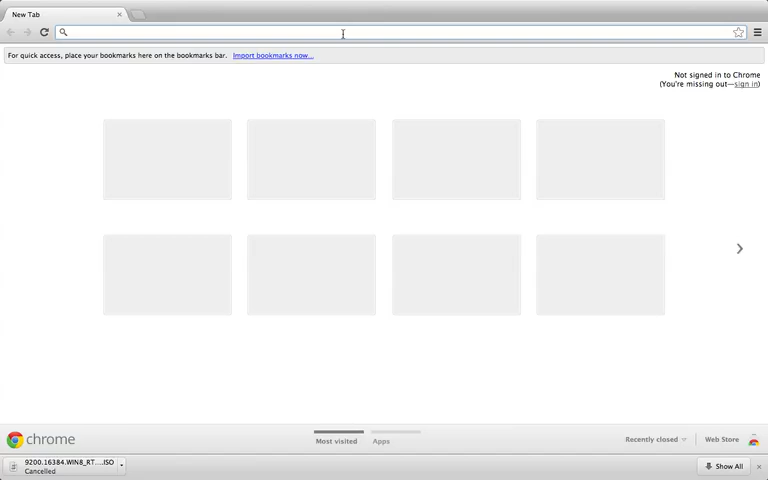 New Tab
For quick access, place your bookmarks here on the bookmarks bar. Import bookmarks now...
Not signed in to Chrome
(You're missing out—sign in)
chrome
Most visited
Apps
Recently closed
Web Store
9200.16384.WIN8_RT....ISO
Cancelled
Show All